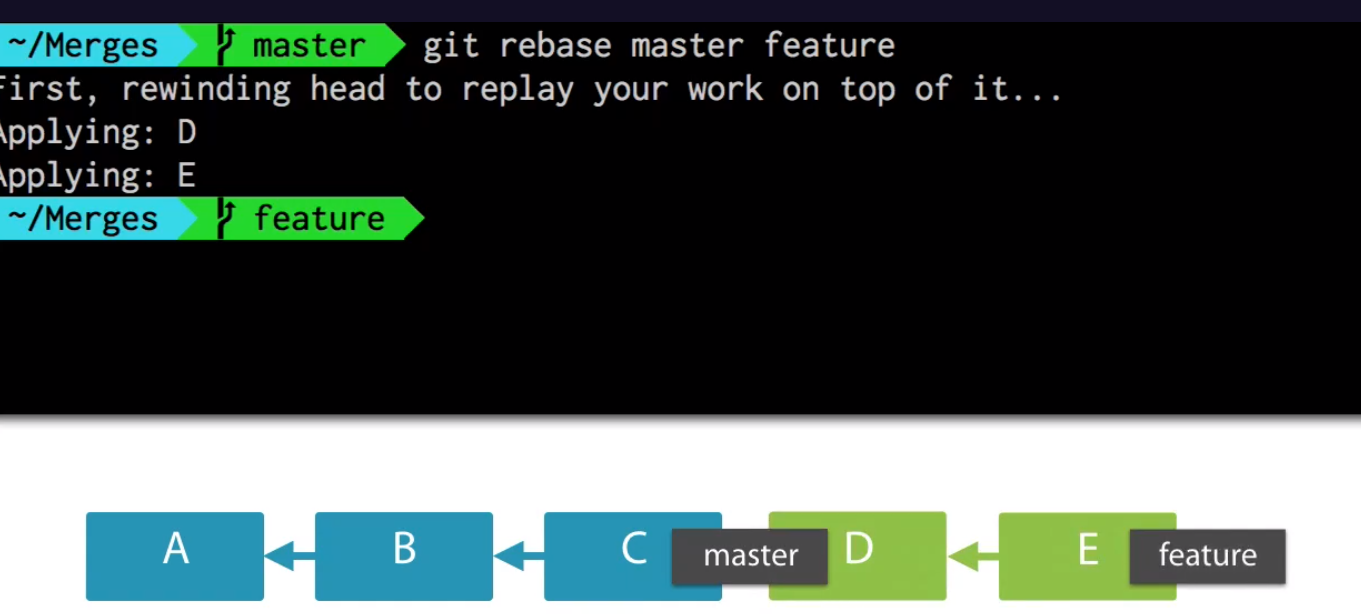 ~/Merges master git rebase master feature
First, rewinding head to replay your work on top of it...
Applying: D
Applying: E
~/Merges feature
A B C master D E feature